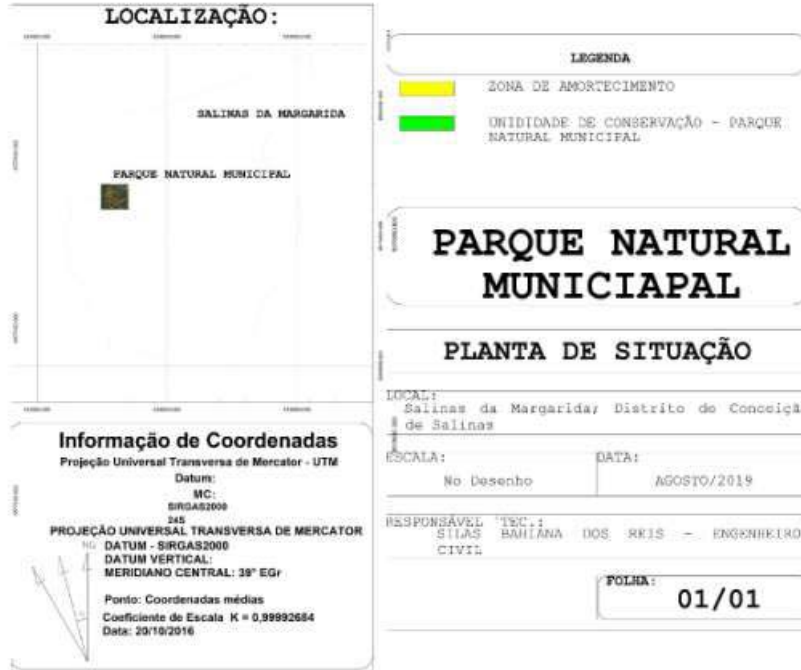 LOCALIZAÇÃO:
SALINAS DA MARGARIDA
PARQUE NATURAL MUNICIPAL
Informação de Coordenadas
Projeção Universal Transversa de Mercator - UTM
Datum:
MC:
SIRGAS2000
24S
PROJEÇÃO UNIVERSAL TRANSVERSA DE MERCATOR
NG
DATUM - SIRGAS2000
DATUM VERTICAL:
MERIDIANO CENTRAL: 39° EGr
Ponto: Coordenadas médias
Coeficiente de Escala K = 0,99992684
Data: 20/10/2016
LEGENDA
ZONA DE AMORTECIMENTO
UNIDIDADE DE CONSERVAÇÃO - PARQUE
NATURAL MUNICIPAL
PARQUE NATURAL
MUNICIAPAL
PLANTA DE SITUAÇÃO
LOCAL:
Salinas da Margarida; Distrito de Conceiçã
de Salinas
ESCALA:
No Desenho
DATA:
AGOSTO/2019
RESPONSÁVEL TEC.:
SILAS BAHIANA DOS REIS - ENGENHEIRO
CIVIL
FOLHA:
01/01